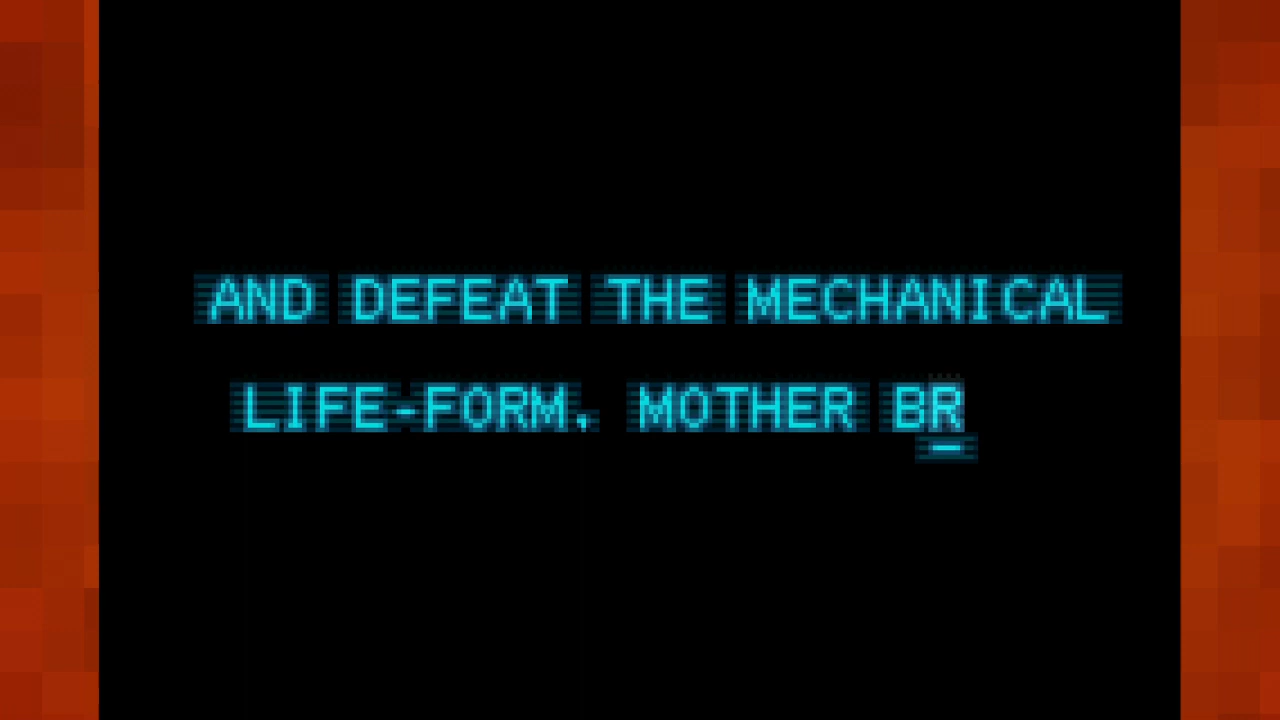 AND DEFEAT THE MECHANICAL
LIFE-FORM. MOTHER BR